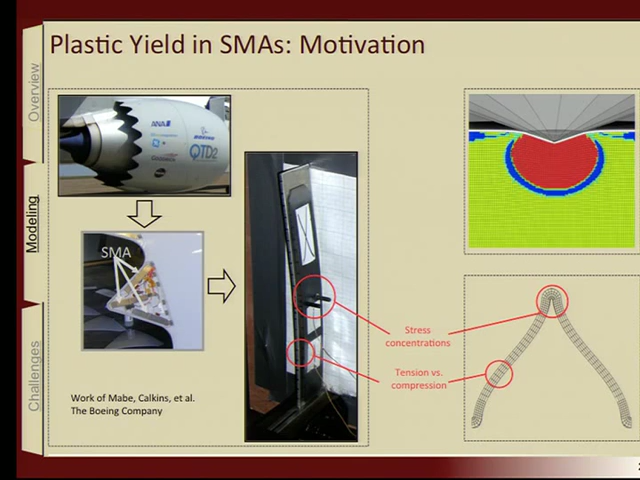 Plastic Yield in SMAs: Motivation
Overview
Modeling
Challenges
ANA
QTD2
SMA
Stress
concentrations
Tension vs.
compression
Work of Mabe, Calkins, et al.
The Boeing Company